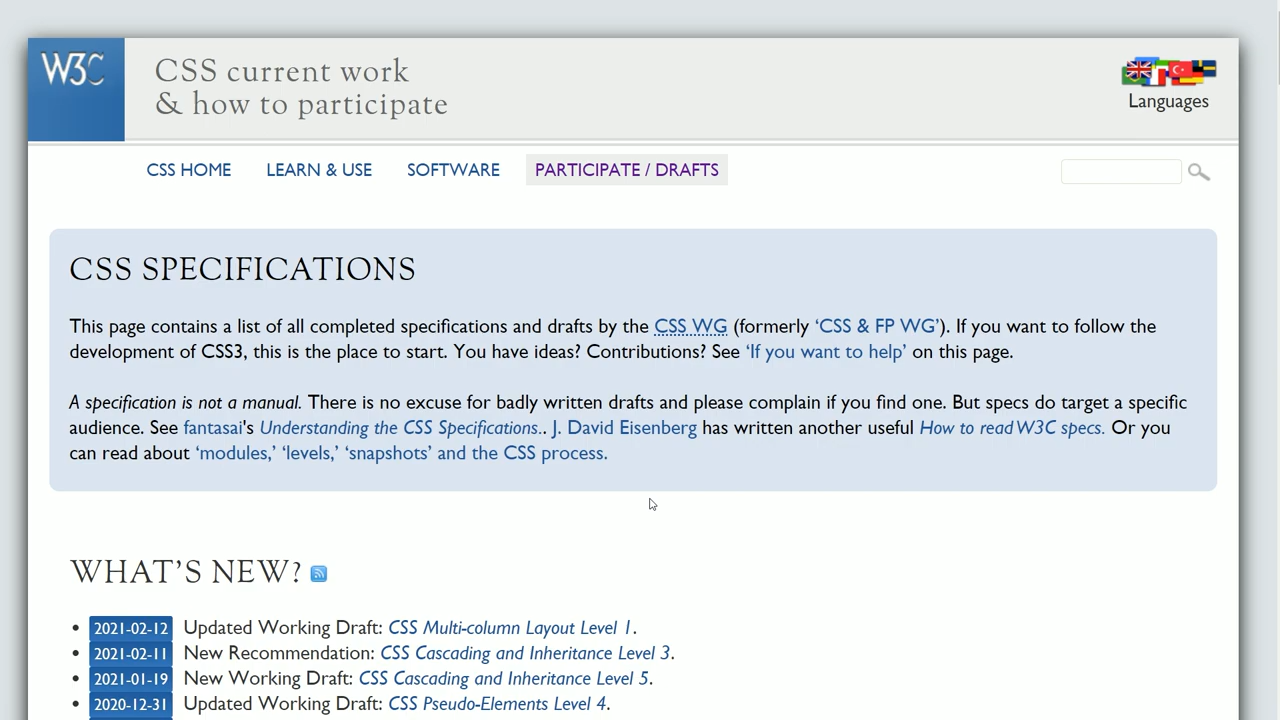 W3C
CSS current work
& how to participate
Languages
CSS HOME LEARN & USE SOFTWARE PARTICIPATE / DRAFTS
CSS SPECIFICATIONS
This page contains a list of all completed specifications and drafts by the CSS WG (formerly ‘CSS & FP WG’). If you want to follow the
development of CSS3, this is the place to start. You have ideas? Contributions? See ‘If you want to help’ on this page.
A specification is not a manual. There is no excuse for badly written drafts and please complain if you find one. But specs do target a specific
audience. See fantasai's Understanding the CSS Specifications.. J. David Eisenberg has written another useful How to read W3C specs. Or you
can read about ‘modules,’ ‘levels,’ ‘snapshots’ and the CSS process.
WHAT’S NEW?
• 2021-02-12 Updated Working Draft: CSS Multi-column Layout Level 1.
• 2021-02-11 New Recommendation: CSS Cascading and Inheritance Level 3.
• 2021-01-19 New Working Draft: CSS Cascading and Inheritance Level 5.
• 2020-12-31 Updated Working Draft: CSS Pseudo-Elements Level 4.